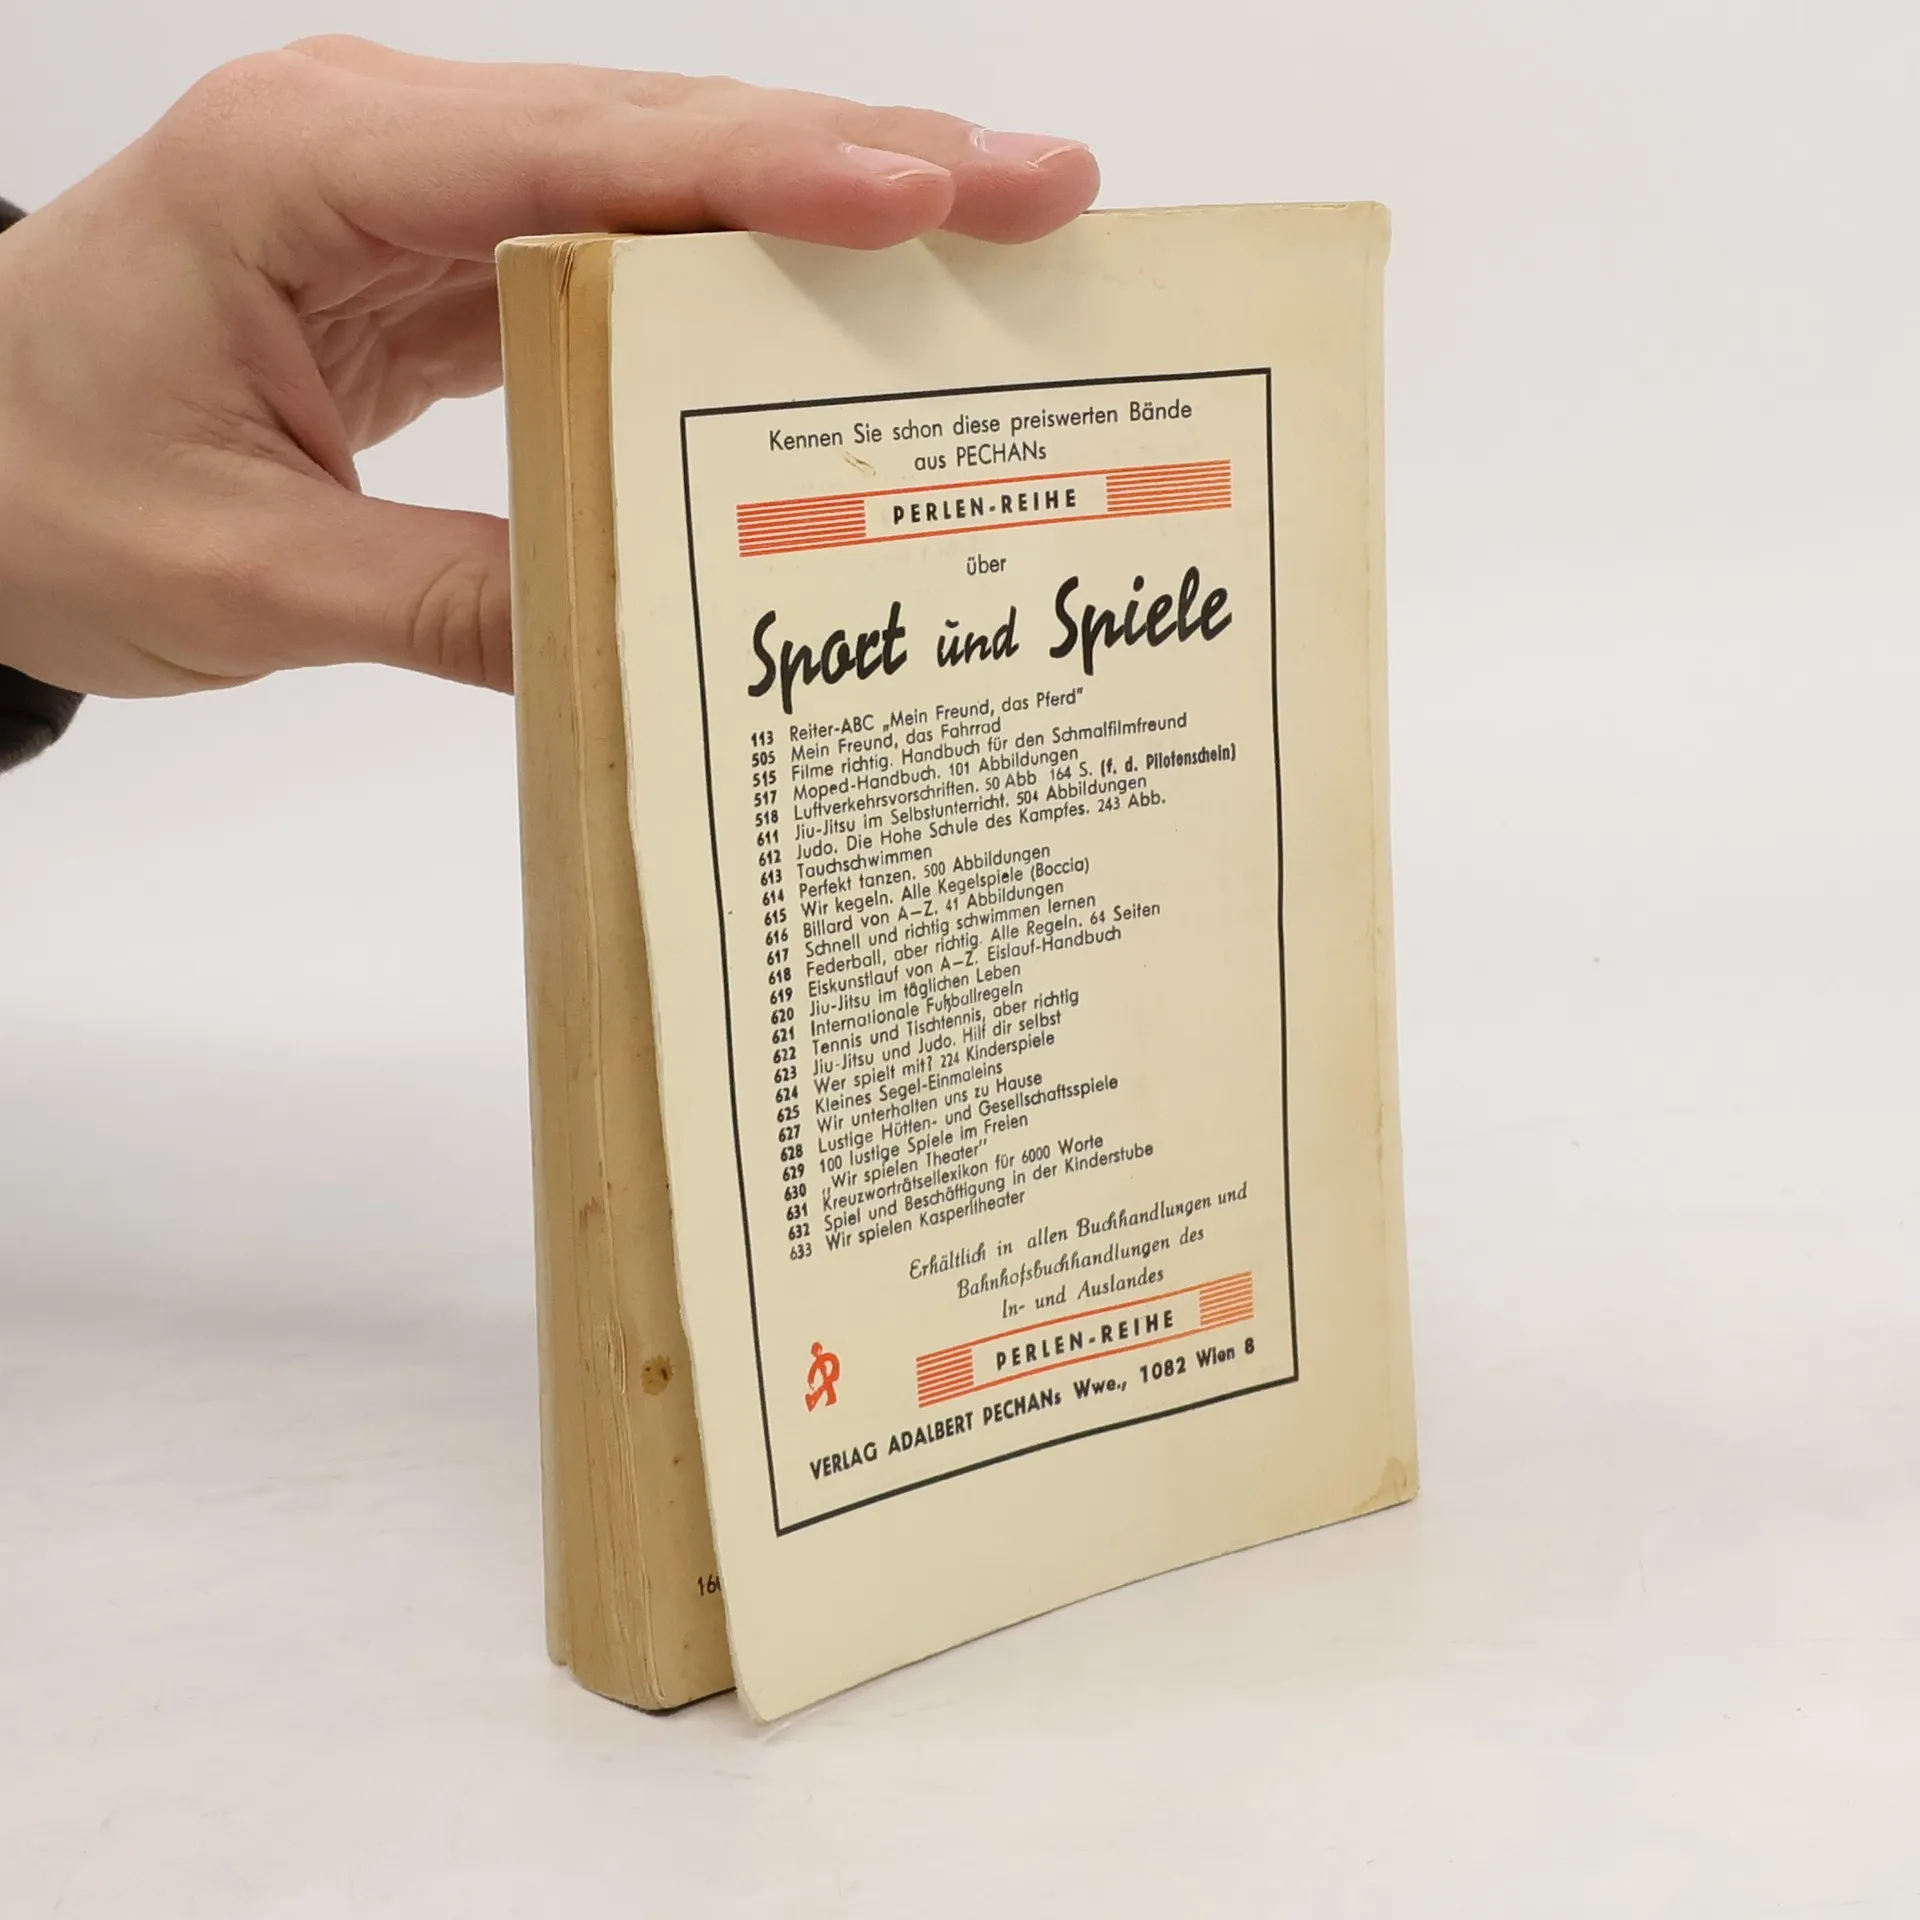 Kennen Sie schon diese preiswerten Bände
aus PECHANs
PERLEN-REIHE
über
Sport und Spiele
113 Reiter-ABC „Mein Freund, das Pferd"
505 Mein Freund, das Fahrrad
515 Filme richtig. Handbuch für den Schmalfilmfreund
517 Moped-Handbuch. 101 Abbildungen
518 Luftverkehrsvorschriften. 50 Abb 164 S. (f. d. Pilotenschein)
611 Jiu-Jitsu im Selbstunterricht. 504 Abbildungen
612 Judo. Die Hohe Schule des Kampfes. 243 Abb.
613 Tauchschwimmen
614 Perfekt tanzen. 500 Abbildungen
615 Wir kegeln. Alle Kegelspiele (Boccia)
616 Billard von A–Z. 41 Abbildungen
617 Schnell und richtig schwimmen lernen
618 Federball, aber richtig. Alle Regeln. 64 Seiten
619 Eiskunstlauf von A–Z. Eislauf-Handbuch
620 Jiu-Jitsu im täglichen Leben
621 Internationale Fußballregeln
622 Tennis und Tischtennis, aber richtig
623 Jiu-Jitsu und Judo. Hilf dir selbst
624 Wer spielt mit? 224 Kinderspiele
625 Kleines Segel-Einmaleins
627 Wir unterhalten uns zu Hause
628 Lustige Hütten- und Gesellschaftsspiele
629 100 lustige Spiele im Freien
630 „Wir spielen Theater"
631 Kreuzworträtsellexikon für 6000 Worte
632 Spiel und Beschäftigung in der Kinderstube
633 Wir spielen Kasperltheater
Erhältlich in allen Buchhandlungen und
Bahnhofsbuchhandlungen des
In- und Auslandes
PERLEN-REIHE
VERLAG ADALBERT PECHANs Wwe., 1082 Wien 8